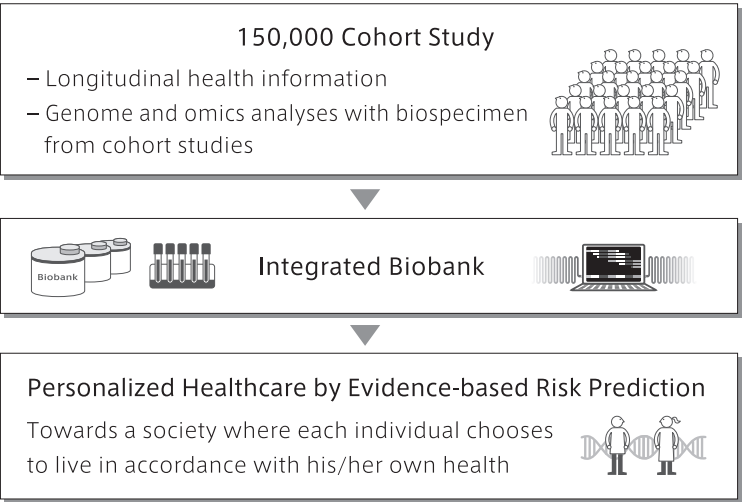 150,000 Cohort Study
– Longitudinal health information
– Genome and omics analyses with biospecimen
from cohort studies
Biobank
Integrated Biobank
Personalized Healthcare by Evidence-based Risk Prediction
Towards a society where each individual chooses
to live in accordance with his/her own health